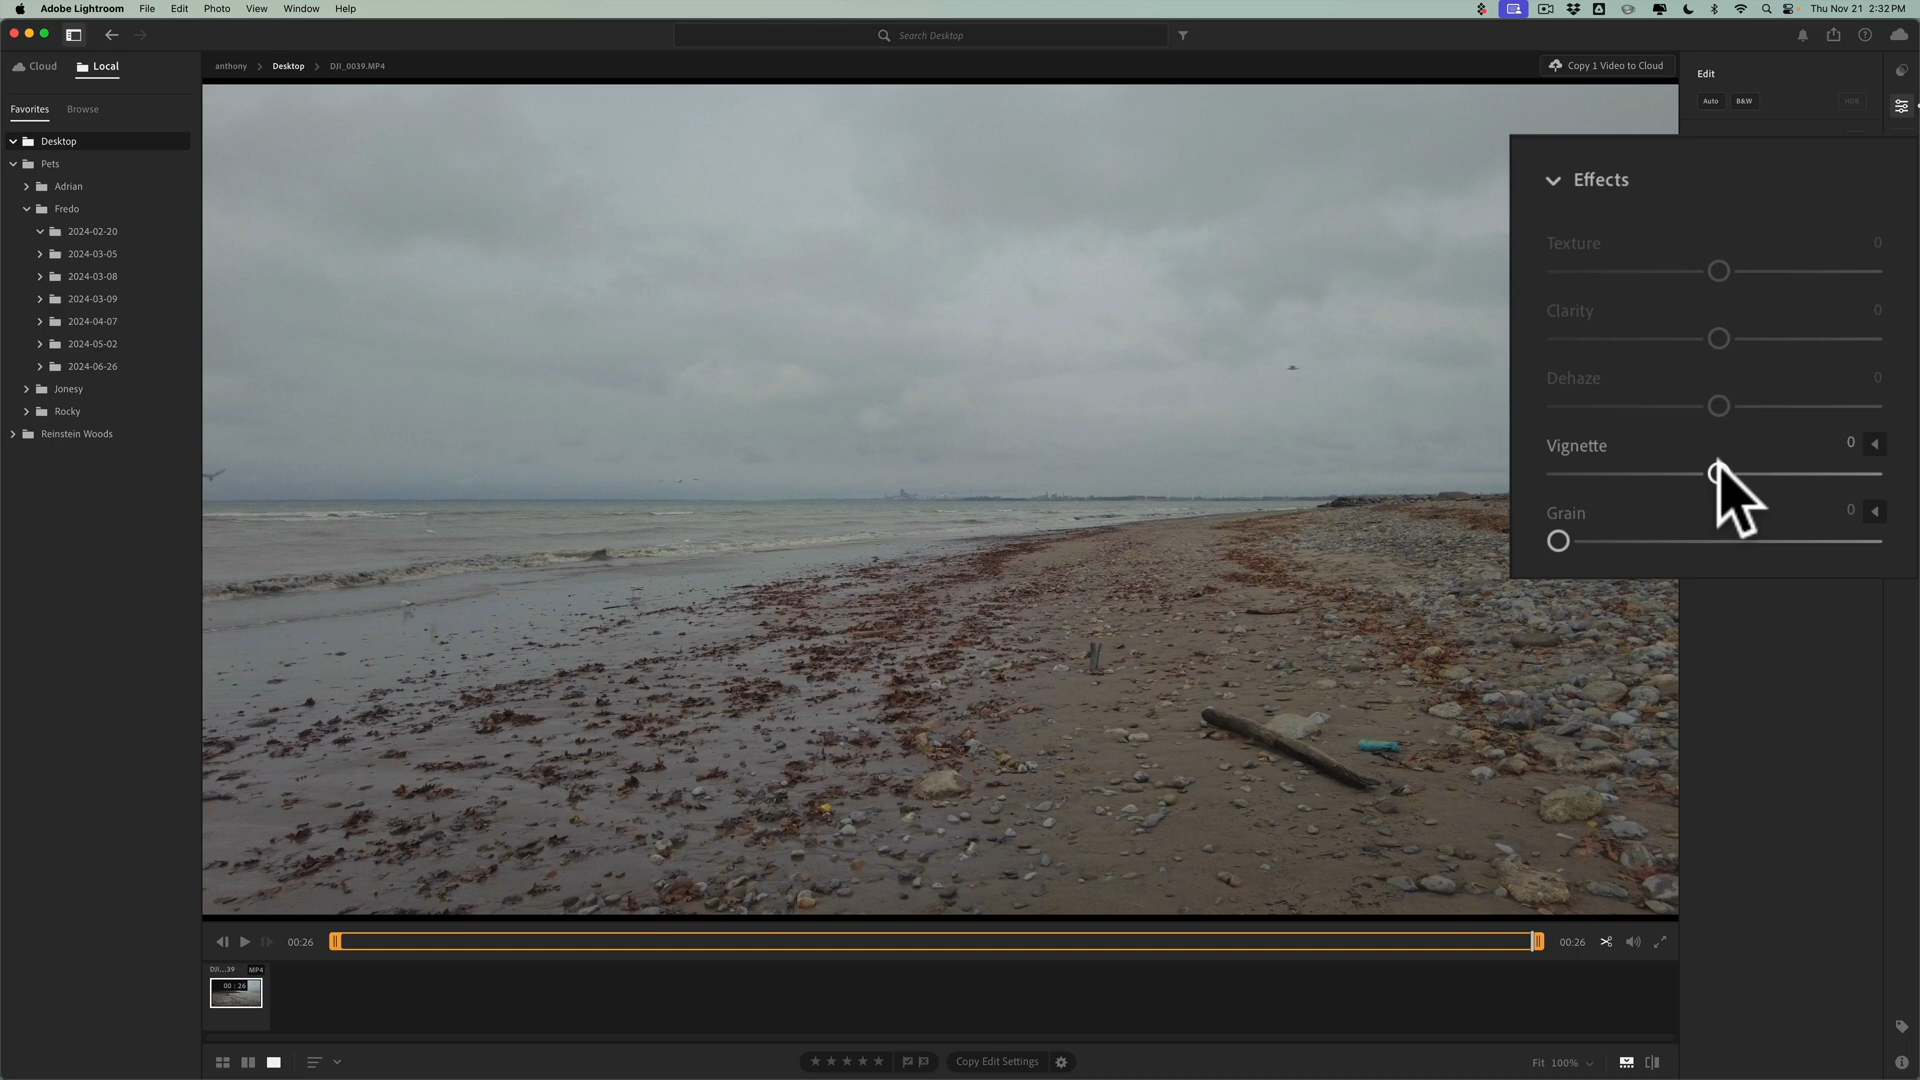 Adobe Lightroom File Edit Photo View Window Help
Thu Nov 21 2:32 PM
Search Desktop
Cloud Local
anthony Desktop DJI_0039.MP4
Copy 1 Video to Cloud
Edit
Auto B&W HDR
Favorites Browse
Desktop
Pets
Adrian
Fredo
2024-02-20
2024-03-05
2024-03-08
2024-03-09
2024-04-07
2024-05-02
2024-06-26
Jonesy
Rocky
Reinstein Woods
Effects
Texture 0
Clarity 0
Dehaze 0
Vignette 0
Grain 0
00:26 00:26
DJI...39 MP4
00:26
Copy Edit Settings
Fit 100%